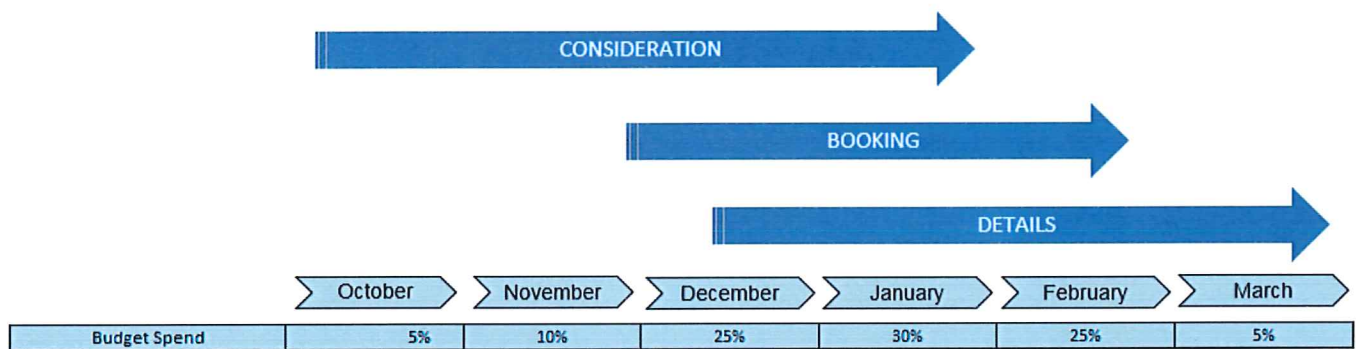 CONSIDERATION
BOOKING
DETAILS
October November December January February March
Budget Spend 5% 10% 25% 30% 25% 5%